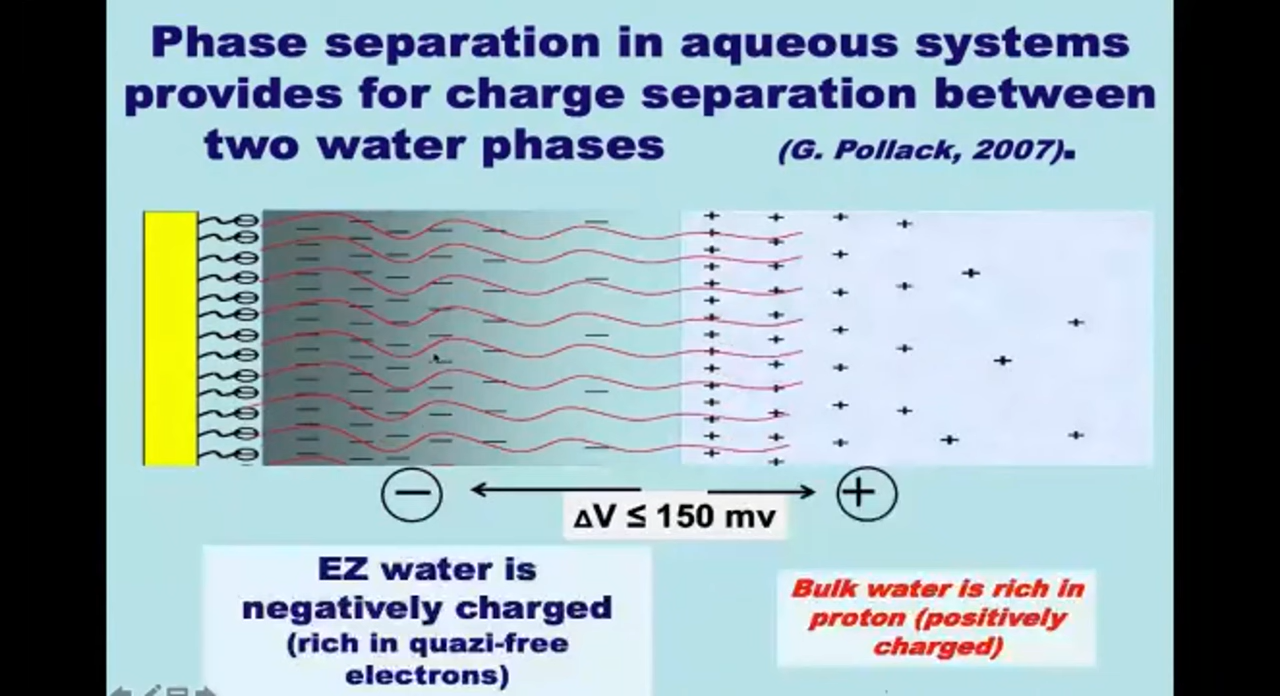 Phase separation in aqueous systems
provides for charge separation between
two water phases (G. Pollack, 2007).
− +
ΔV ≤ 150 mv
EZ water is
negatively charged
(rich in quazi-free
electrons)
Bulk water is rich in
proton (positively
charged)